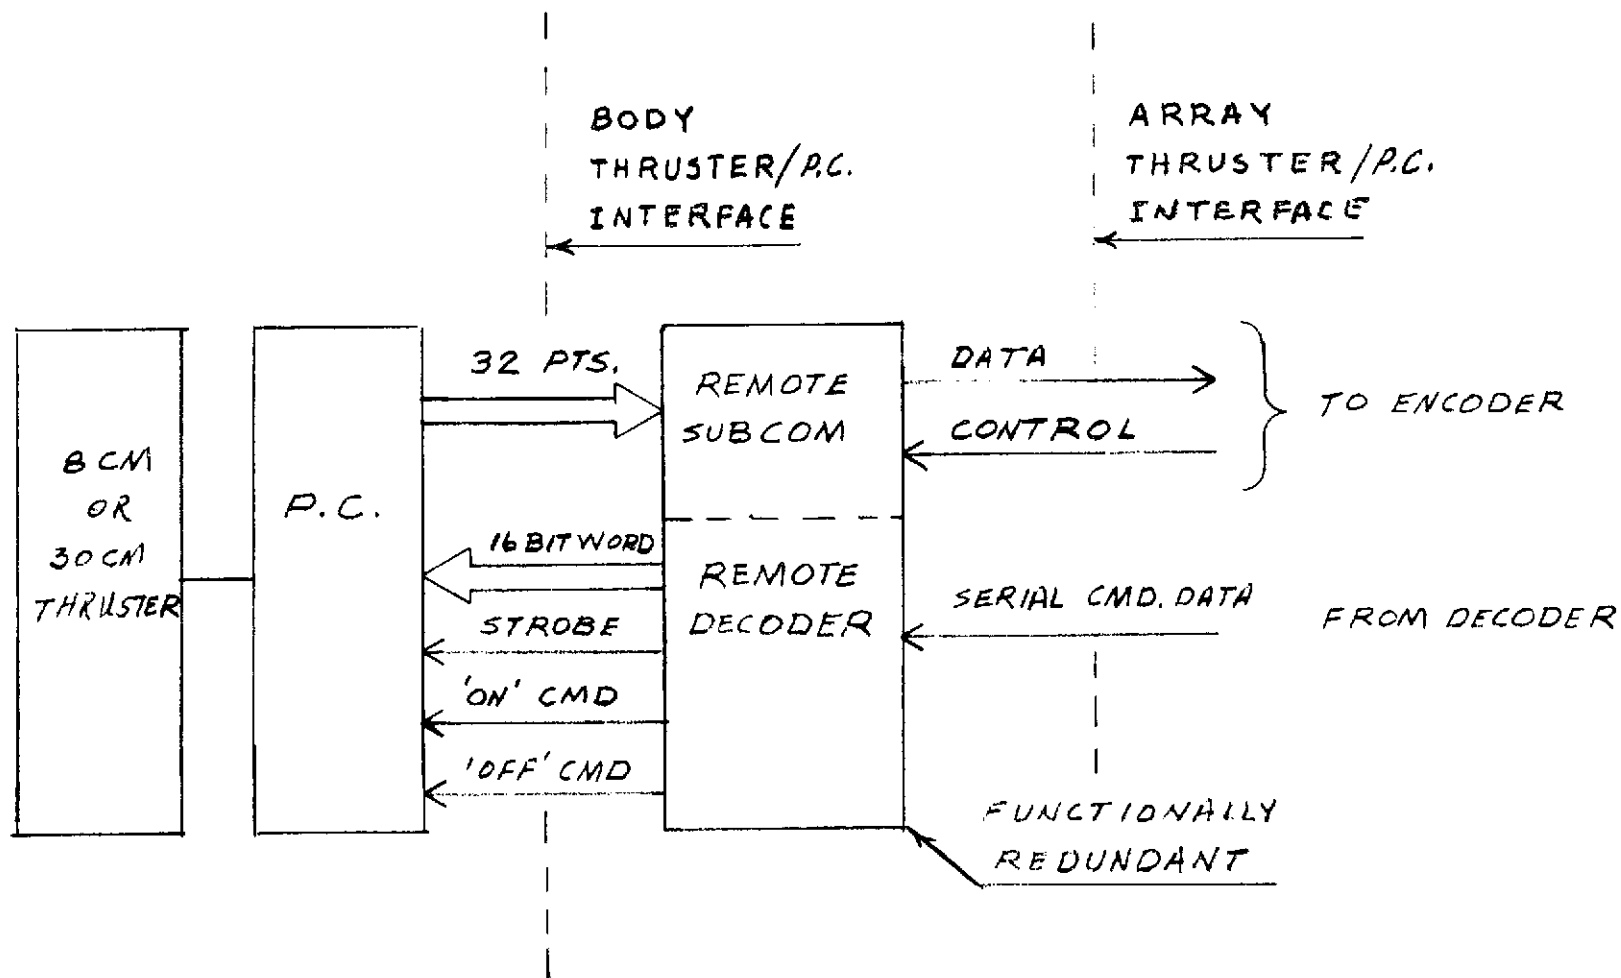 BODY
THRUSTER/P.C.
INTERFACE
ARRAY
THRUSTER/P.C.
INTERFACE
8 CM
OR
30 CM
THRUSTER
P.C.
32 PTS.
16 BIT WORD
STROBE
'ON' CMD
'OFF' CMD
REMOTE
SUBCOM
REMOTE
DECODER
DATA
CONTROL
TO ENCODER
SERIAL CMD. DATA
FROM DECODER
FUNCTIONALLY
REDUNDANT